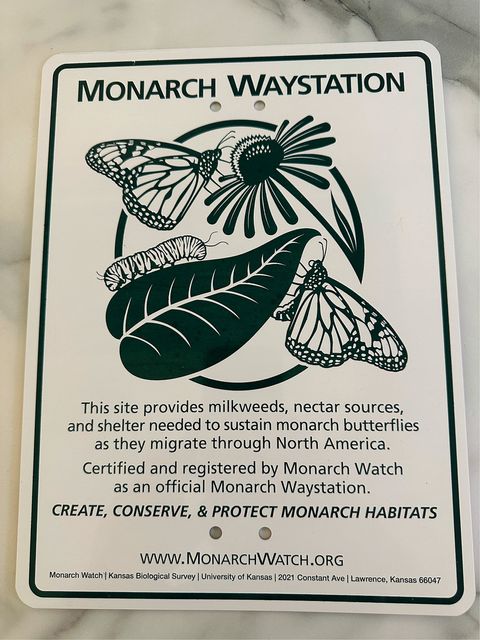 MONARCH WAYSTATION
This site provides milkweeds, nectar sources,
and shelter needed to sustain monarch butterflies
as they migrate through North America.
Certified and registered by Monarch Watch
as an official Monarch Waystation.
CREATE, CONSERVE, & PROTECT MONARCH HABITATS
WWW.MONARCHWATCH.ORG
Monarch Watch | Kansas Biological Survey | University of Kansas | 2021 Constant Ave | Lawrence, Kansas 66047